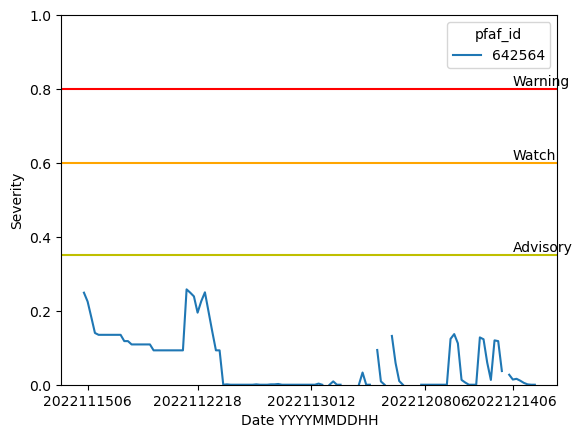 1.0
0.8
0.6
0.4
0.2
0.0
Severity
pfaf_id
642564
Warning
Watch
Advisory
2022111506
2022112218
2022113012
2022120806
2022121406
Date YYYYMMDDHH